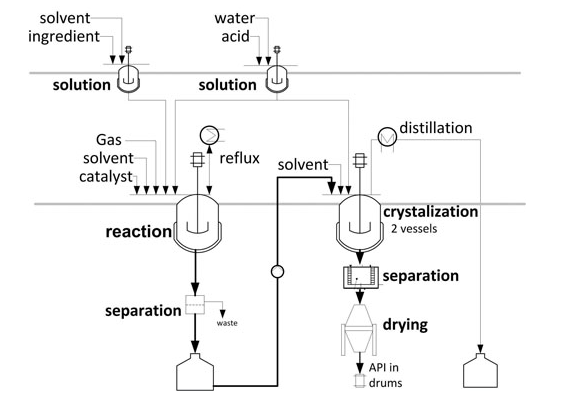 solvent
ingredient
water
acid
solution
solution
Gas
solvent
catalyst
reflux
solvent
distillation
reaction
crystalization
2 vessels
separation
waste
separation
drying
API in
drums